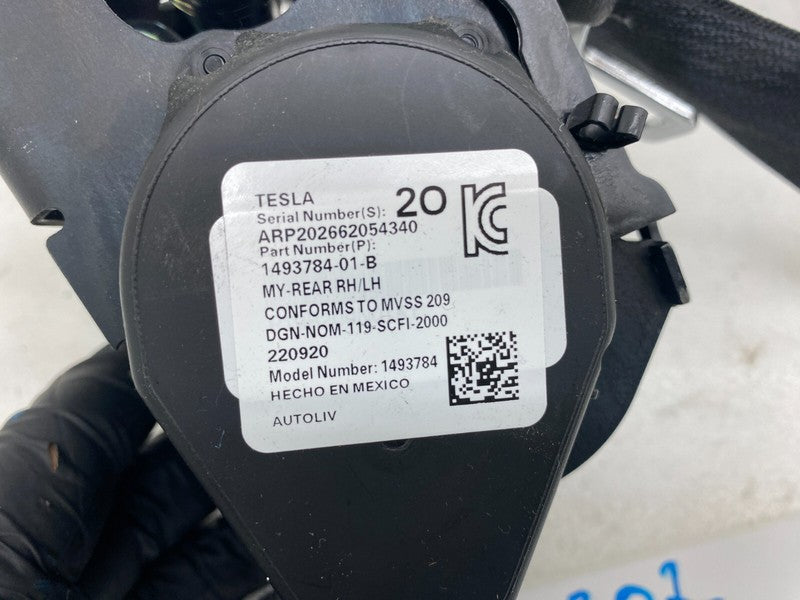 TESLA
Serial Number(S): 20
ARP202662054340
Part Number(P):
1493784-01-B
MY-REAR RH/LH
CONFORMS TO MVSS 209
DGN-NOM-119-SCFI-2000
220920
Model Number: 1493784
HECHO EN MEXICO
AUTOLIV